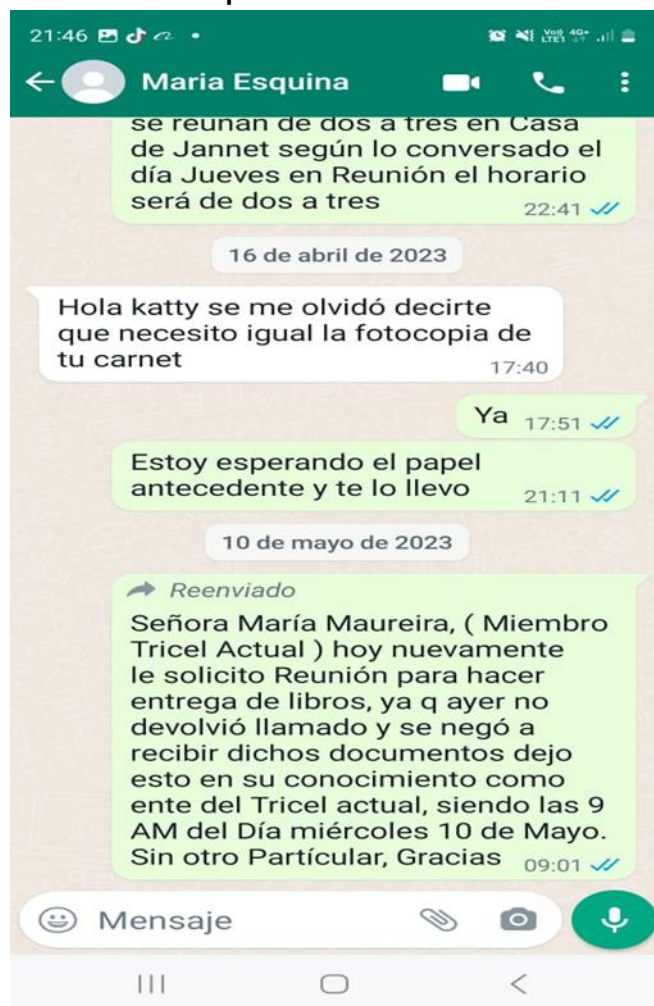 21:46
Voo 4G+
LTE1
Maria Esquina
se reunan de dos a tres en Casa
de Jannet según lo conversado el
día Jueves en Reunión el horario
será de dos a tres
22:41
16 de abril de 2023
Hola katty se me olvidó decirte
que necesito igual la fotocopia de
tu carnet
17:40
Ya 17:51
Estoy esperando el papel
antecedente y te lo llevo 21:11
10 de mayo de 2023
Reenviado
Señora María Maureira, ( Miembro
Tricel Actual ) hoy nuevamente
le solicito Reunión para hacer
entrega de libros, ya q ayer no
devolvió llamado y se negó a
recibir dichos documentos dejo
esto en su conocimiento como
ente del Tricel actual, siendo las 9
AM del Día miércoles 10 de Mayo.
Sin otro Partícular, Gracias 09:01
Mensaje